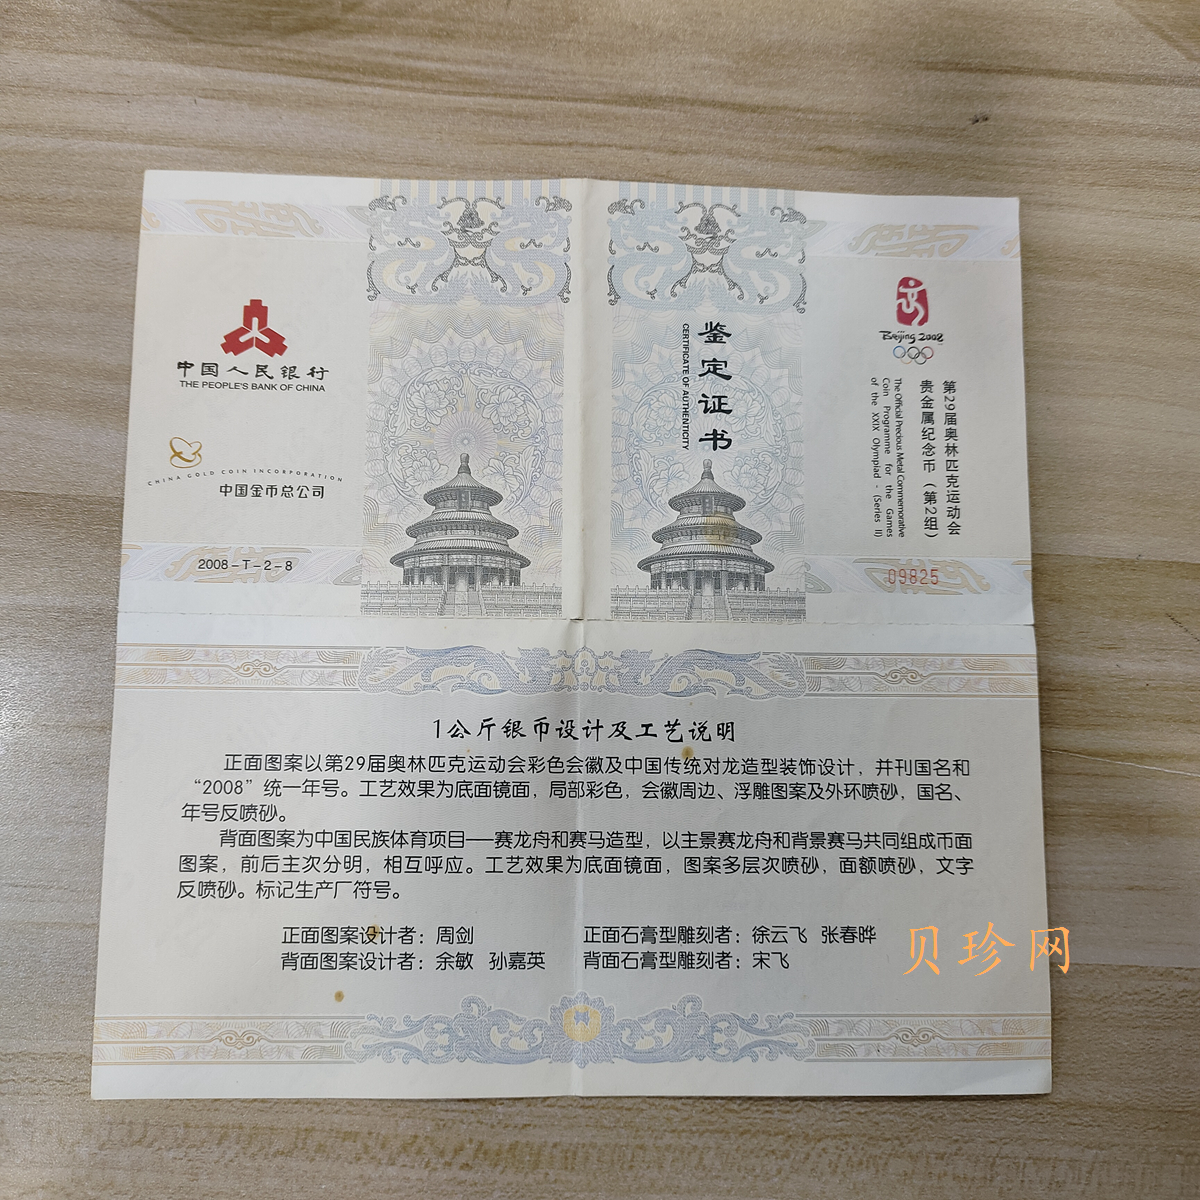 中国人民银行
THE PEOPLE'S BANK OF CHINA
CHINA GOLD COIN INCORPORATION
中国金币总公司
2008-T-2-8
鉴定证书
CERTIFICATE OF AUTHENTICITY
Beijing 2008
第29届奥林匹克运动会
贵金属纪念币（第2组）
The Official Precious Metal Commemorative
Coin Programme for the Games
of the XXIX Olympiad - (Series II)
09825
1公斤银币设计及工艺说明
正面图案以第29届奥林匹克运动会彩色会徽及中国传统对龙造型装饰设计，并刊国名和
“2008”统一年号。工艺效果为底面镜面，局部彩色，会徽周边、浮雕图案及外环喷砂，国名、
年号反喷砂。
背面图案为中国民族体育项目——赛龙舟和赛马造型，以主景赛龙舟和背景赛马共同组成币面
图案，前后主次分明，相互呼应。工艺效果为底面镜面，图案多层次喷砂，面额喷砂，文字
反喷砂。标记生产厂符号。
正面图案设计者：周剑 正面石膏型雕刻者：徐云飞 张春晔
背面图案设计者：余敏 孙嘉英 背面石膏型雕刻者：宋飞
贝珍网